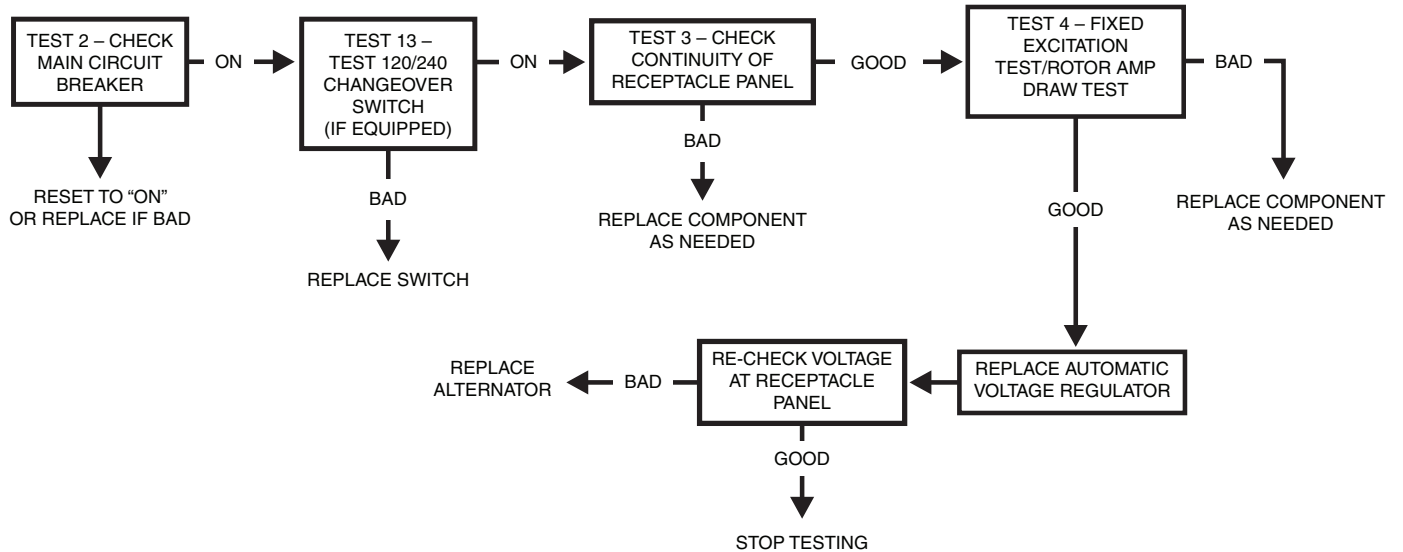 TEST 2 – CHECK
MAIN CIRCUIT
BREAKER
ON
TEST 13 –
TEST 120/240
CHANGEOVER
SWITCH
(IF EQUIPPED)
ON
TEST 3 – CHECK
CONTINUITY OF
RECEPTACLE PANEL
GOOD
TEST 4 – FIXED
EXCITATION
TEST/ROTOR AMP
DRAW TEST
BAD
RESET TO “ON”
OR REPLACE IF BAD
BAD
REPLACE SWITCH
BAD
REPLACE COMPONENT
AS NEEDED
GOOD
REPLACE COMPONENT
AS NEEDED
REPLACE AUTOMATIC
VOLTAGE REGULATOR
RE-CHECK VOLTAGE
AT RECEPTACLE
PANEL
BAD
REPLACE
ALTERNATOR
GOOD
STOP TESTING